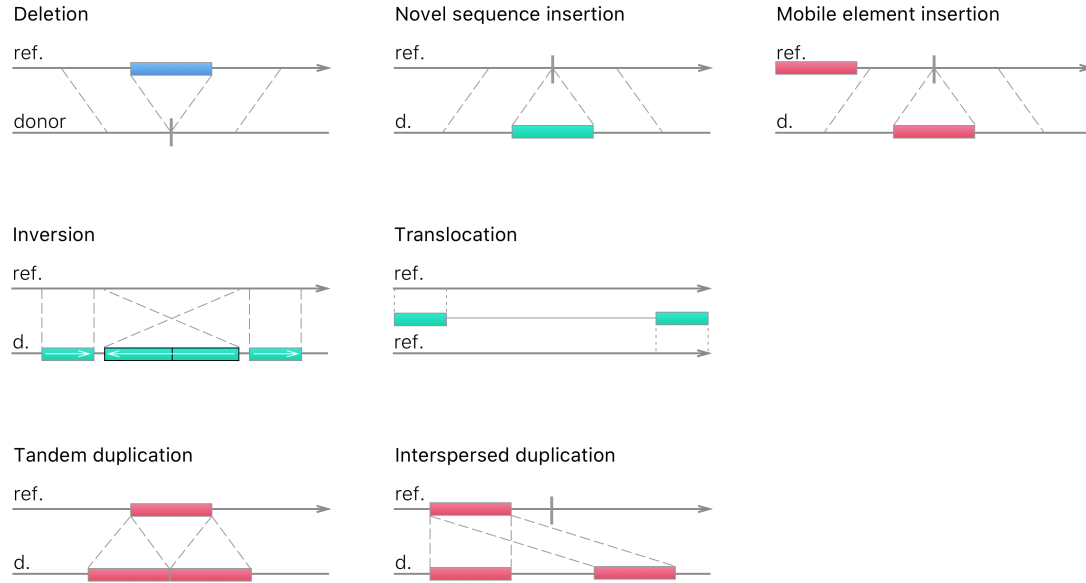 Deletion
ref.
donor
Novel sequence insertion
ref.
d.
Mobile element insertion
ref.
d.
Inversion
ref.
d.
Translocation
ref.
ref.
Tandem duplication
ref.
d.
Interspersed duplication
ref.
d.